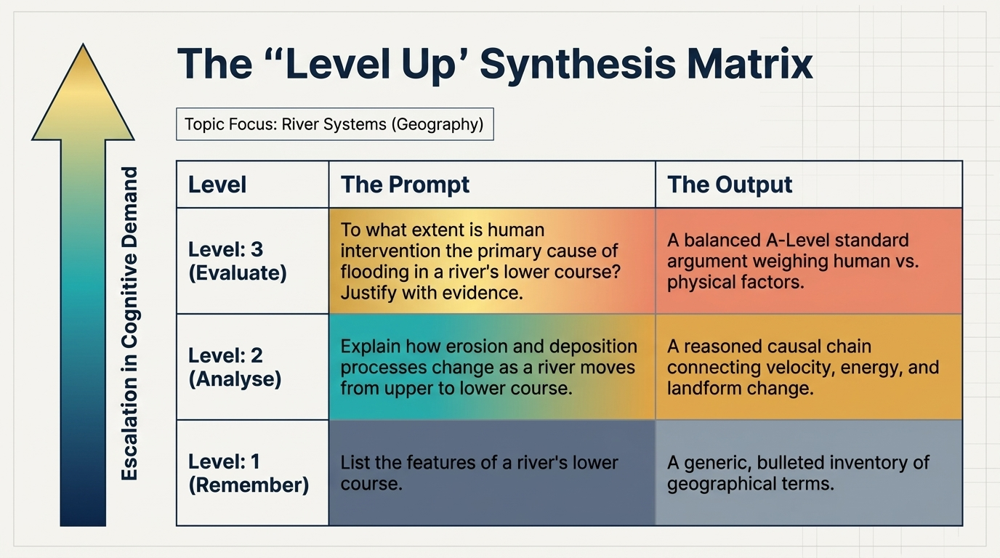 The “Level Up’ Synthesis Matrix
Topic Focus: River Systems (Geography)
Escalation in Cognitive Demand
Level
The Prompt
The Output
Level: 3
(Evaluate)
To what extent is human
intervention the primary cause of
flooding in a river's lower course?
Justify with evidence.
A balanced A-Level standard
argument weighing human vs.
physical factors.
Level: 2
(Analyse)
Explain how erosion and deposition
processes change as a river moves
from upper to lower course.
A reasoned causal chain
connecting velocity, energy, and
landform change.
Level: 1
(Remember)
List the features of a river's lower
course.
A generic, bulleted inventory of
geographical terms.